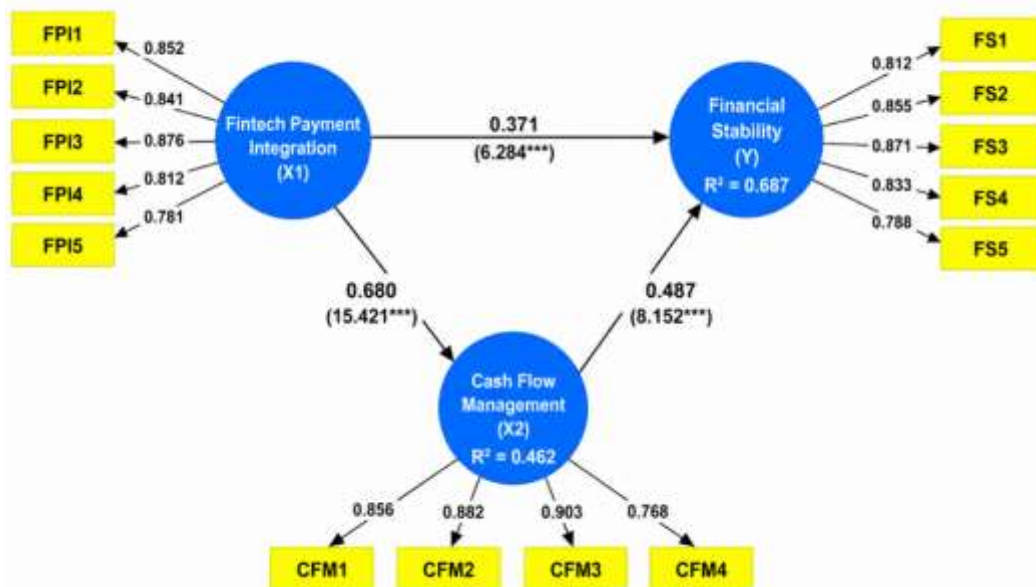 FPI1
FPI2
FPI3
FPI4
FPI5
0.852
0.841
0.876
0.812
0.781
Fintech Payment
Integration
(X1)
0.371
(6.284***)
Financial
Stability
(Y)
R² = 0.687
0.812
0.855
0.871
0.833
0.788
FS1
FS2
FS3
FS4
FS5
0.680
(15.421***)
0.487
(8.152***)
Cash Flow
Management
(X2)
R² = 0.462
0.856
0.882
0.903
0.768
CFM1
CFM2
CFM3
CFM4